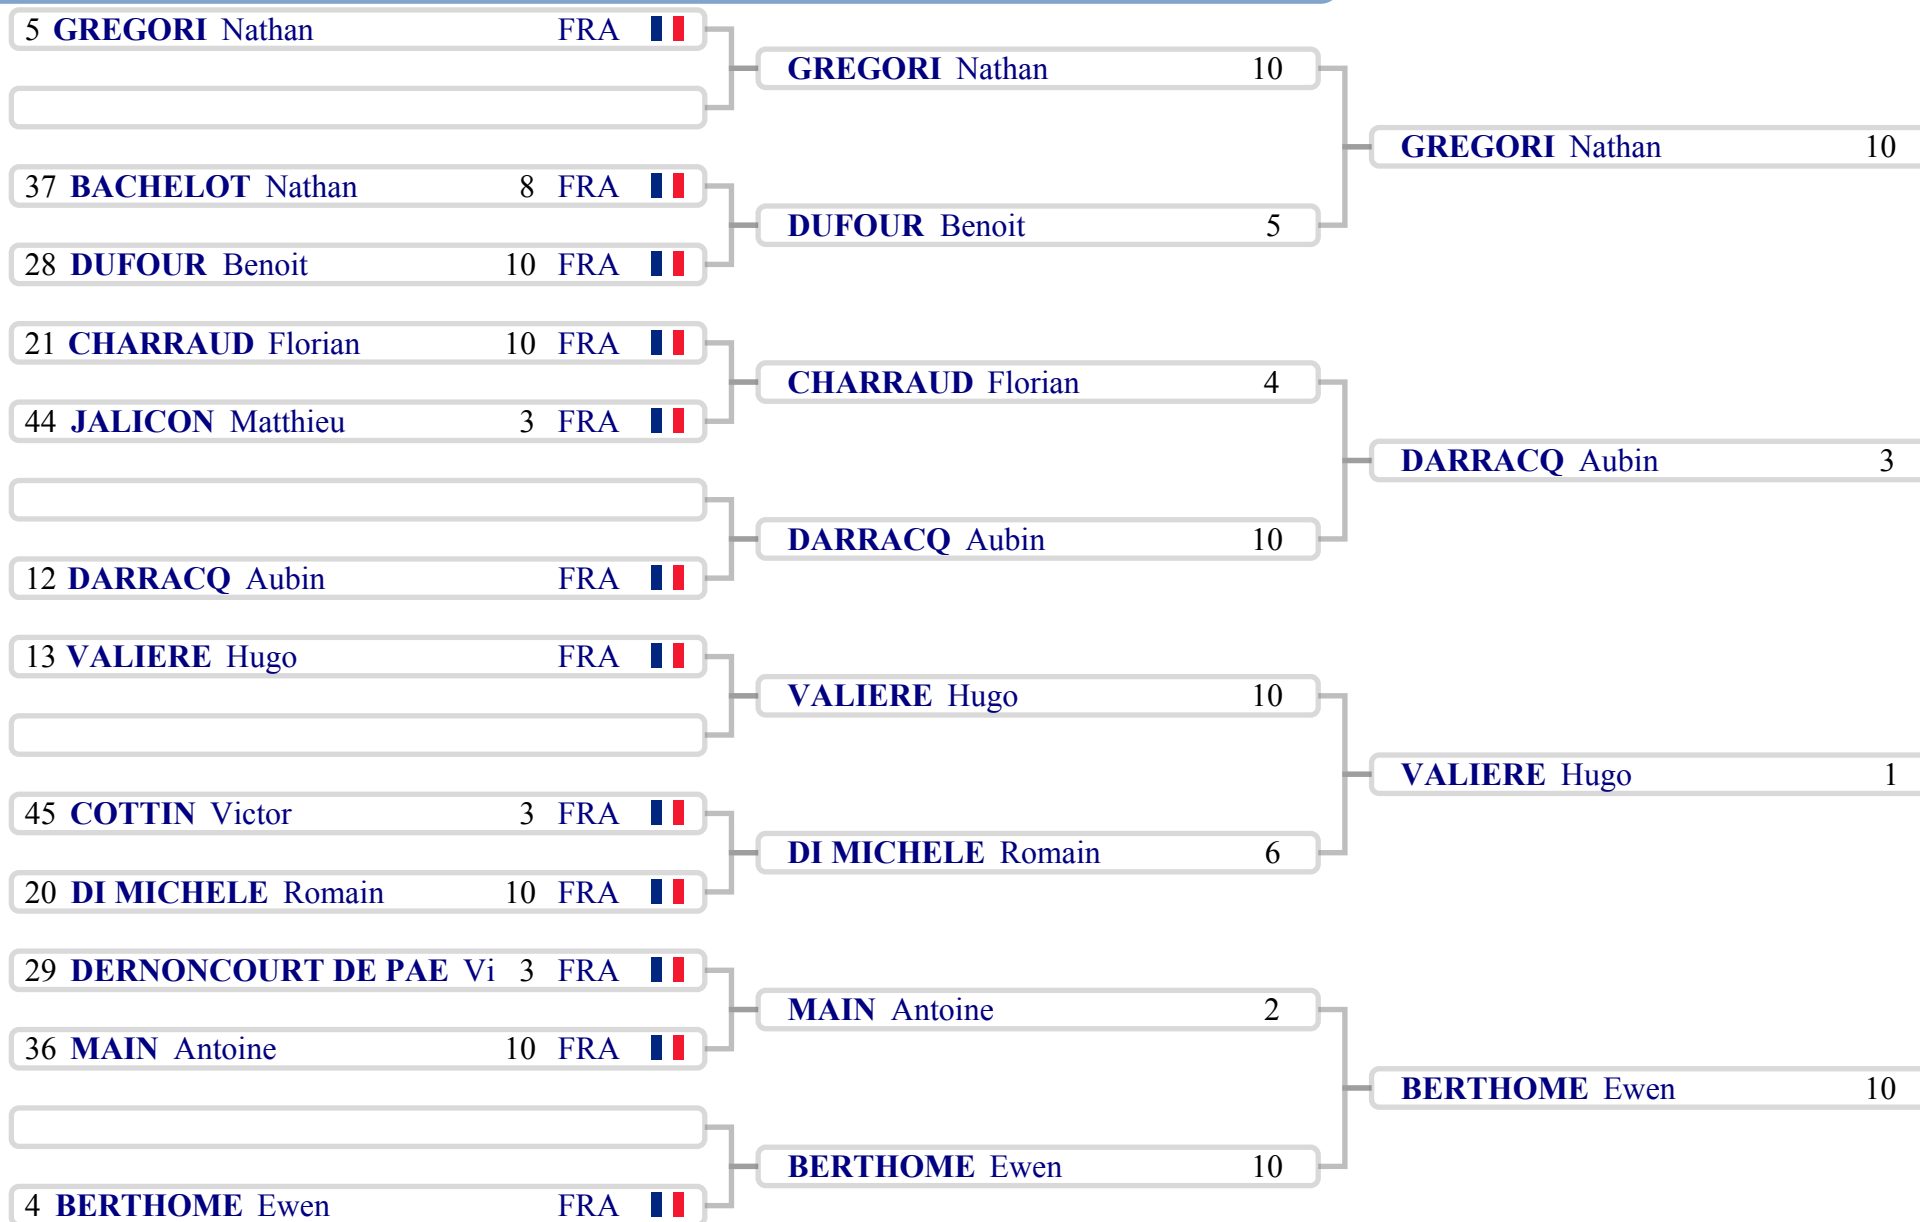 5 GREGORI Nathan FRA
GREGORI Nathan 10
GREGORI Nathan 10
37 BACHELOT Nathan 8 FRA
DUFOUR Benoit 5
28 DUFOUR Benoit 10 FRA
21 CHARRAUD Florian 10 FRA
CHARRAUD Florian 4
44 JALICON Matthieu 3 FRA
DARRACQ Aubin 3
DARRACQ Aubin 10
12 DARRACQ Aubin FRA
13 VALIERE Hugo FRA
VALIERE Hugo 10
VALIERE Hugo 1
45 COTTIN Victor 3 FRA
DI MICHELE Romain 6
20 DI MICHELE Romain 10 FRA
29 DERNONCOURT DE PAE Vi 3 FRA
MAIN Antoine 2
36 MAIN Antoine 10 FRA
BERTHOME Ewen 10
BERTHOME Ewen 10
4 BERTHOME Ewen FRA